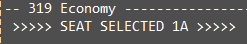 -- 319 Economy ----------------
>>>>> SEAT SELECTED 1A >>>>>